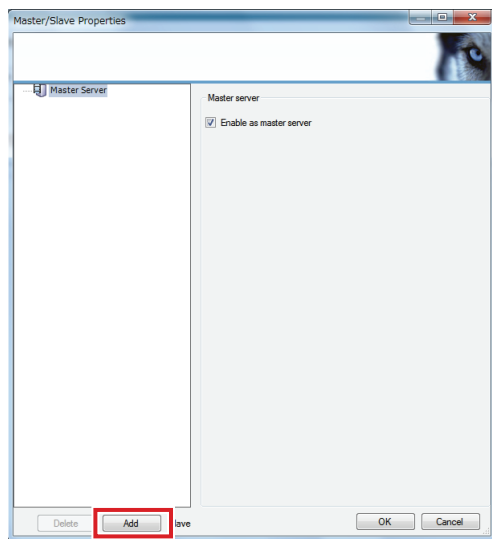 Master/Slave Properties
Master Server
Master server
Enable as master server
Delete
Add
lave
OK
Cancel